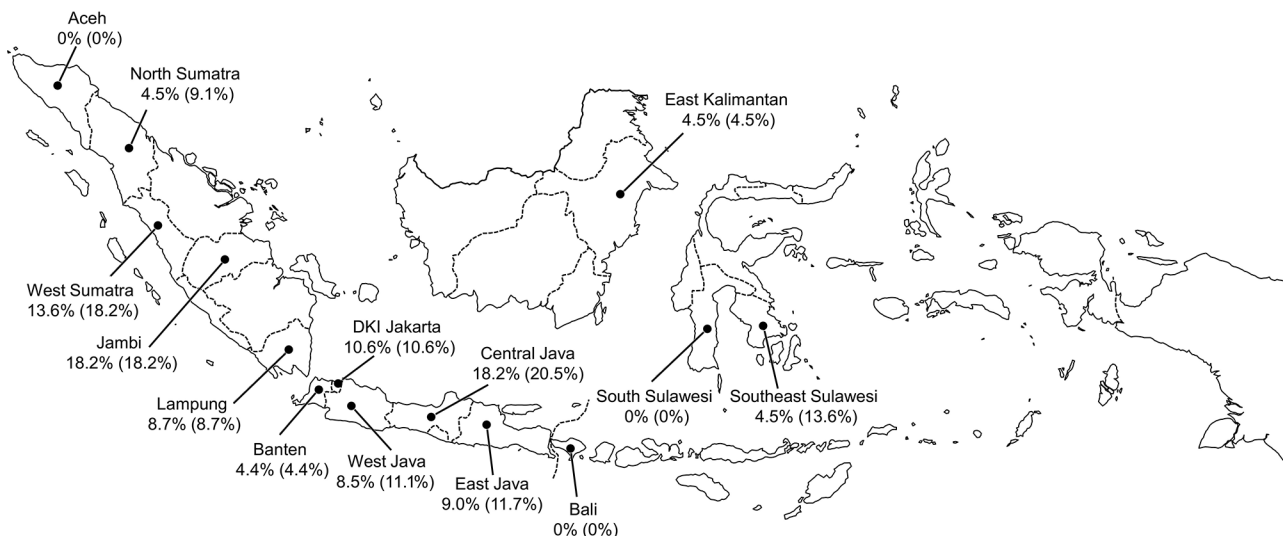 Aceh
0% (0%)
North Sumatra
4.5% (9.1%)
East Kalimantan
4.5% (4.5%)
West Sumatra
13.6% (18.2%)
Jambi
18.2% (18.2%)
DKI Jakarta
10.6% (10.6%)
Central Java
18.2% (20.5%)
Lampung
8.7% (8.7%)
South Sulawesi
0% (0%)
Southeast Sulawesi
4.5% (13.6%)
Banten
4.4% (4.4%)
West Java
8.5% (11.1%)
East Java
9.0% (11.7%)
Bali
0% (0%)